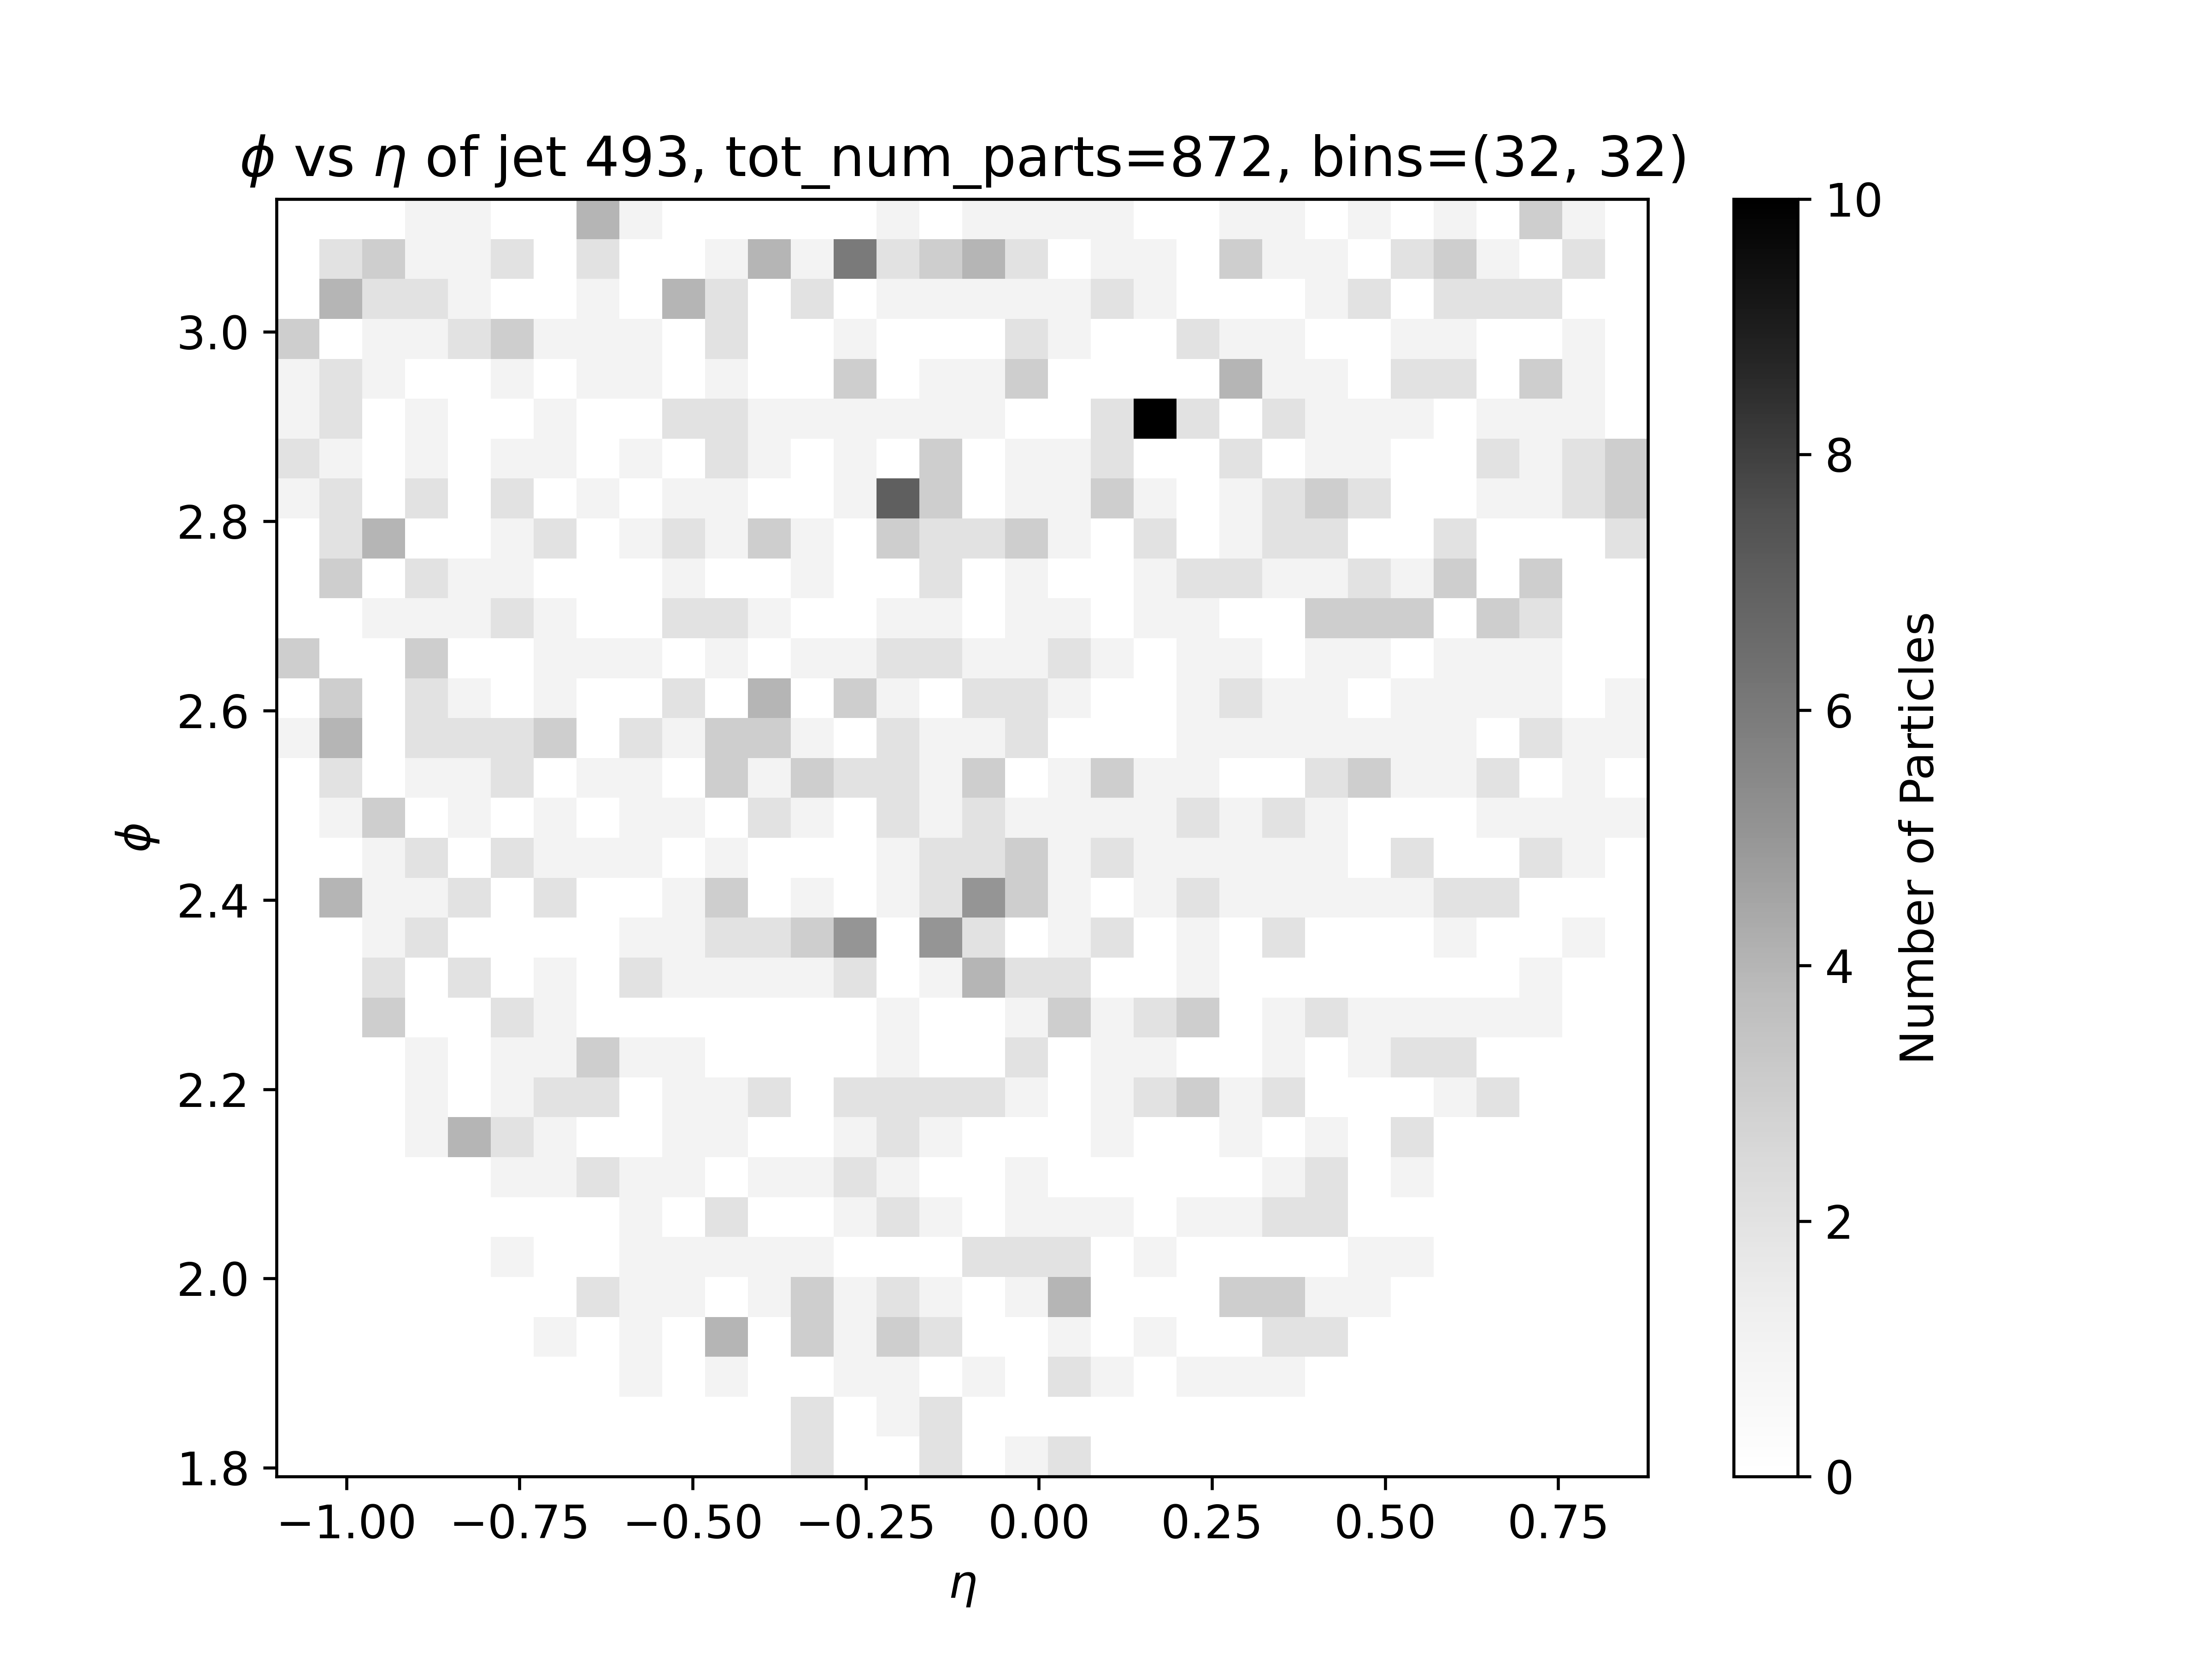 ϕ vs η of jet 493, tot_num_parts=872, bins=(32, 32)
10
8
6
4
2
0
Number of Particles
3.0
2.8
2.6
2.4
2.2
2.0
1.8
ϕ
−1.00 −0.75 −0.50 −0.25 0.00 0.25 0.50 0.75
η